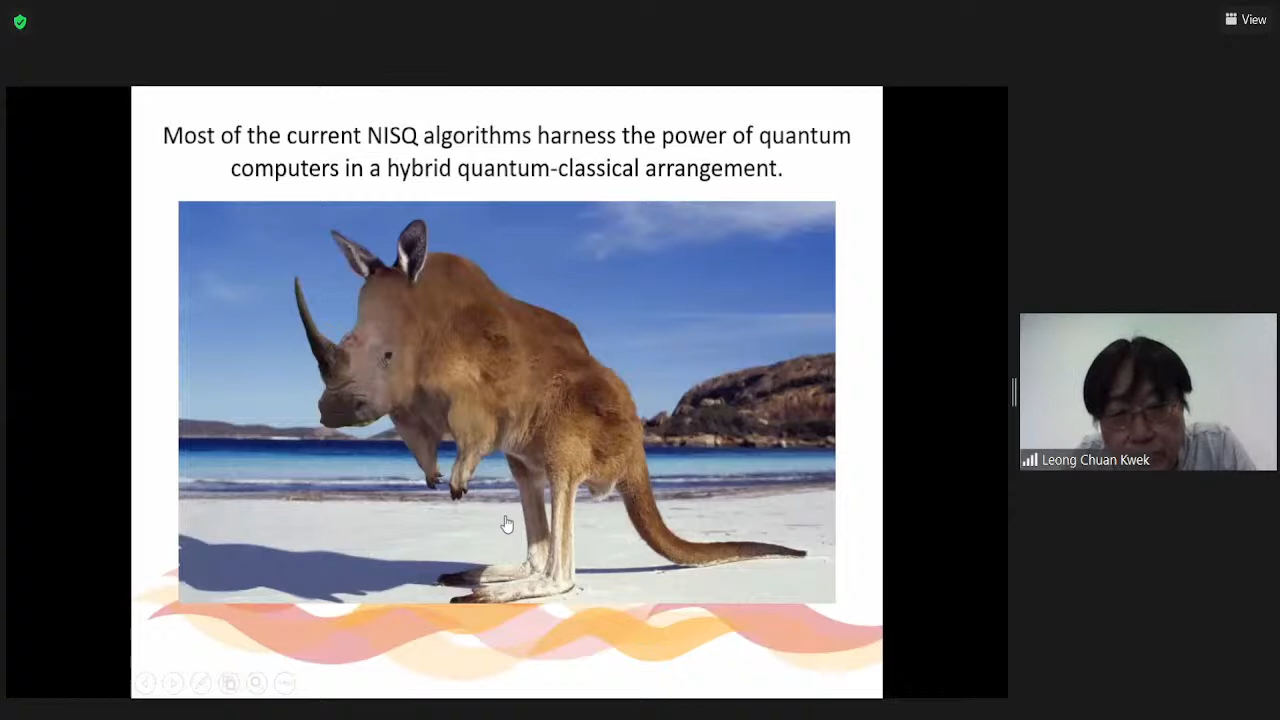 View
Most of the current NISQ algorithms harness the power of quantum
computers in a hybrid quantum-classical arrangement.
Leong Chuan Kwek